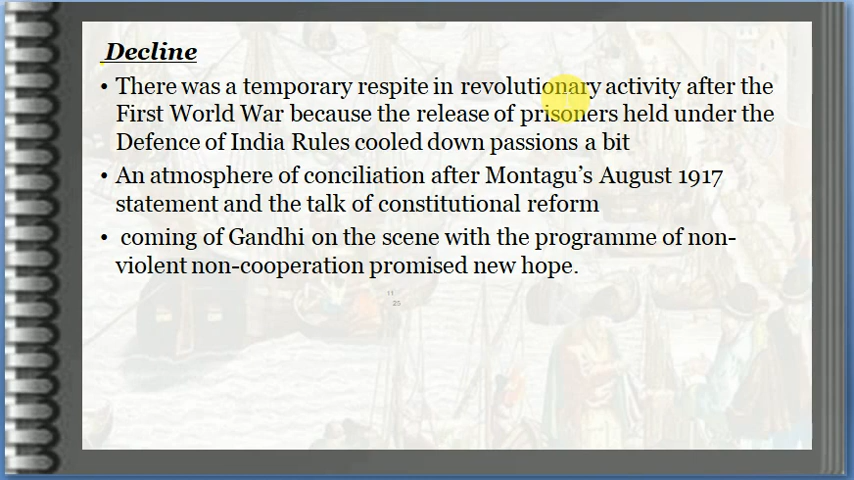 Decline
• There was a temporary respite in revolutionary activity after the
First World War because the release of prisoners held under the
Defence of India Rules cooled down passions a bit
• An atmosphere of conciliation after Montagu’s August 1917
statement and the talk of constitutional reform
• coming of Gandhi on the scene with the programme of non-
violent non-cooperation promised new hope.
11
25